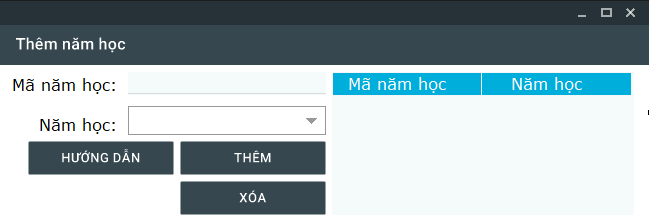 Thêm năm học
Mã năm học:
Mã năm học Năm học
Năm học:
HƯỚNG DẪN THÊM
XÓA